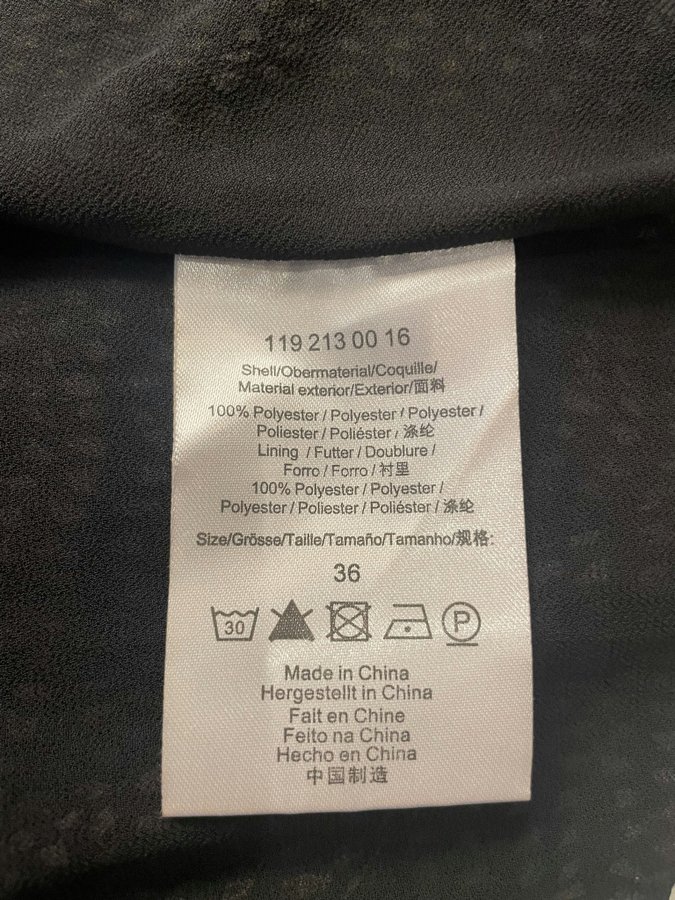 119 213 00 16
Shell/Obermaterial/Coquille/
Material exterior/Exterior/面料
100% Polyester / Polyester / Polyester /
Poliester / Poliéster / 涤纶
Lining / Futter / Doublure /
Forro / Forro / 衬里
100% Polyester / Polyester /
Polyester / Poliester / Poliéster / 涤纶
Size/Grösse/Taille/Tamaño/Tamanho/规格:
36
30 P
Made in China
Hergestellt in China
Fait en Chine
Feito na China
Hecho en China
中国制造